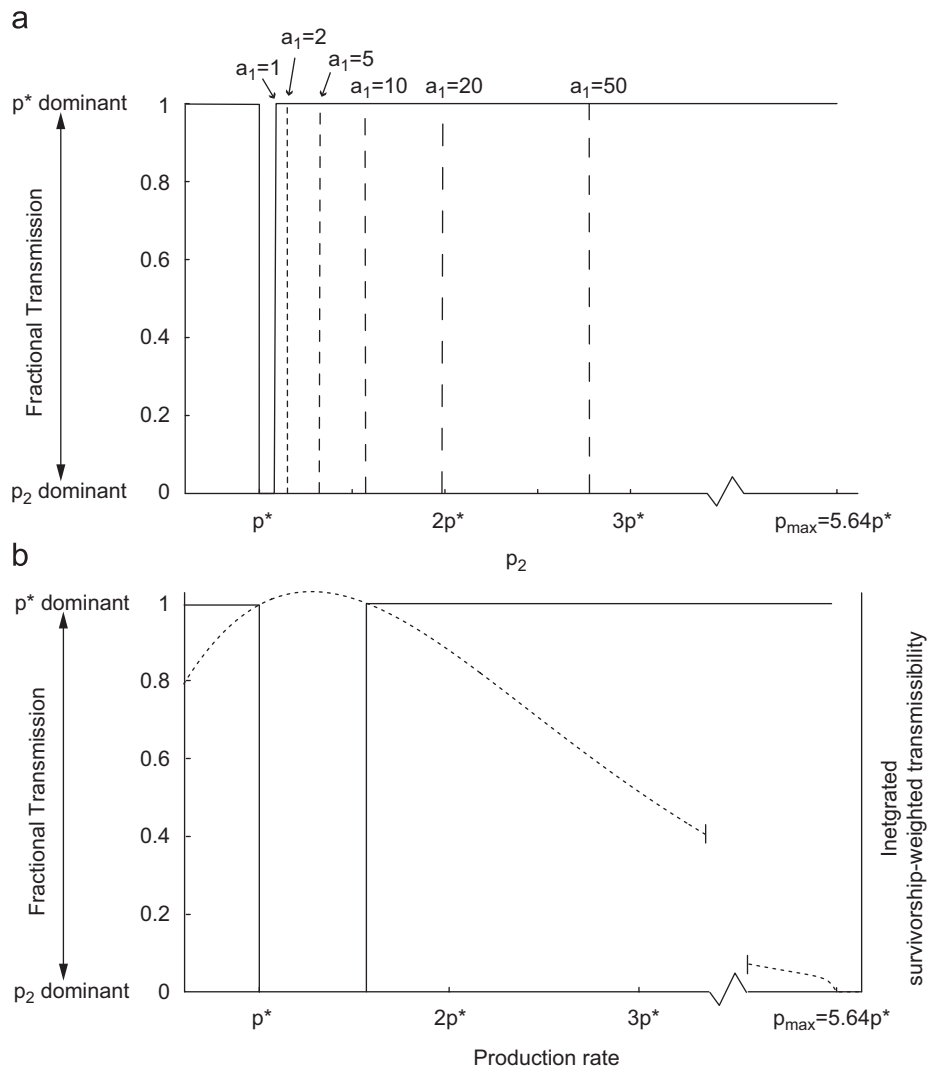 a
a1=1
a1=2
a1=5
a1=10
a1=20
a1=50
p* dominant
Fractional Transmission
p2 dominant
1
0.8
0.6
0.4
0.2
0
p*
2p*
3p*
pmax=5.64p*
p2
b
p* dominant
Fractional Transmission
p2 dominant
1
0.8
0.6
0.4
0.2
0
p*
2p*
3p*
pmax=5.64p*
Production rate
Inetgrated
survivorship-weighted transmissibility